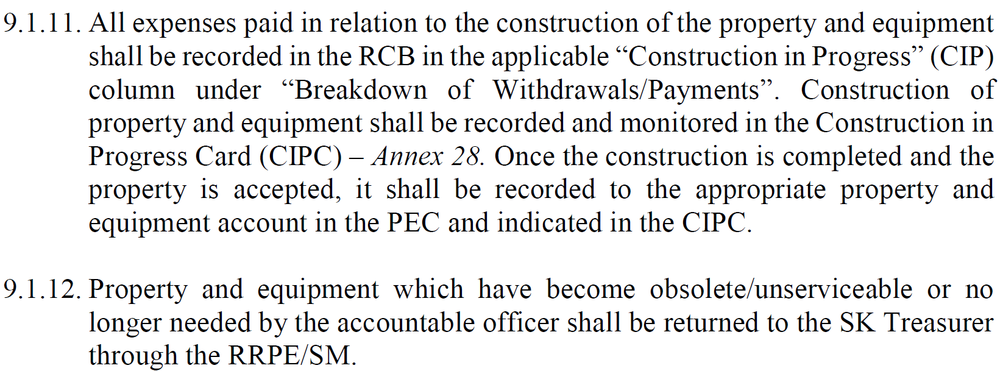 9.1.11. All expenses paid in relation to the construction of the property and equipment
shall be recorded in the RCB in the applicable “Construction in Progress” (CIP)
column under “Breakdown of Withdrawals/Payments”. Construction of
property and equipment shall be recorded and monitored in the Construction in
Progress Card (CIPC) – Annex 28. Once the construction is completed and the
property is accepted, it shall be recorded to the appropriate property and
equipment account in the PEC and indicated in the CIPC.
9.1.12. Property and equipment which have become obsolete/unserviceable or no
longer needed by the accountable officer shall be returned to the SK Treasurer
through the RRPE/SM.